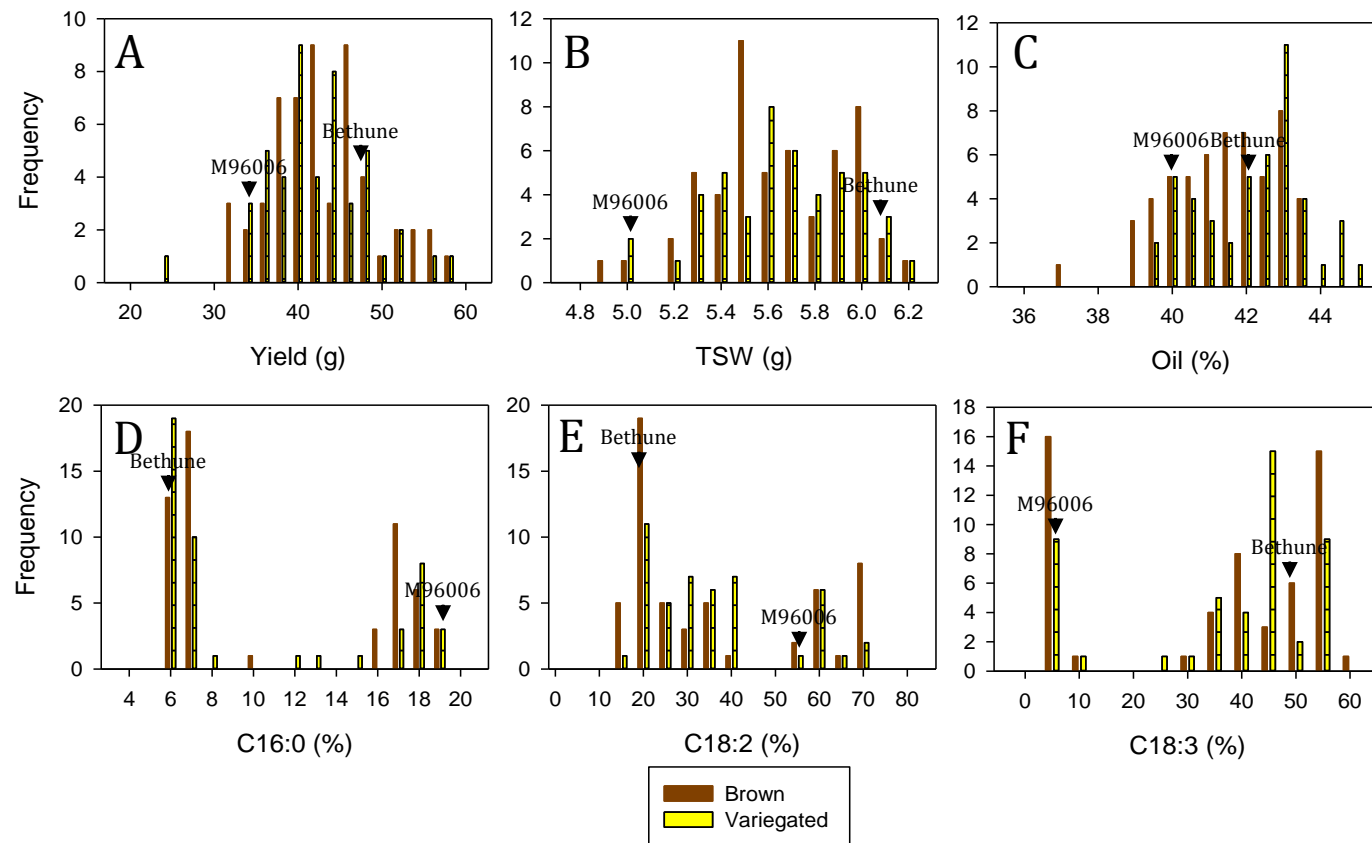 A
Frequency
10
8
6
4
2
0
M96006
Bethune
20 30 40 50 60
Yield (g)
B
12
10
8
6
4
2
0
M96006
Bethune
4.8 5.0 5.2 5.4 5.6 5.8 6.0 6.2
TSW (g)
C
12
10
8
6
4
2
0
M96006 Bethune
36 38 40 42 44
Oil (%)
D
Frequency
20
15
10
5
0
Bethune
M96006
4 6 8 10 12 14 16 18 20
C16:0 (%)
E
20
15
10
5
0
Bethune
M96006
0 10 20 30 40 50 60 70 80
C18:2 (%)
F
18
16
14
12
10
8
6
4
2
0
M96006
Bethune
0 10 20 30 40 50 60
C18:3 (%)
Brown
Variegated